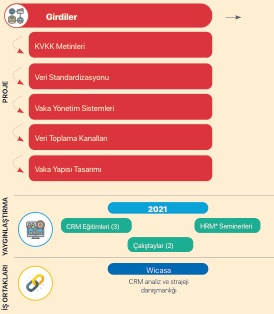 Girdiler
PROJE
KVKK Metinleri
Veri Standardizasyonu
Vaka Yönetim Sistemleri
Veri Toplama Kanalları
Vaka Yapısı Tasarımı
YAYGINLAŞTIRMA
2021
CRM Eğitimleri (3)
HRM* Seminerleri
Çalıştaylar (2)
İŞ ORTAKLARI
Wicasa
CRM analiz ve strateji
danışmanlığı